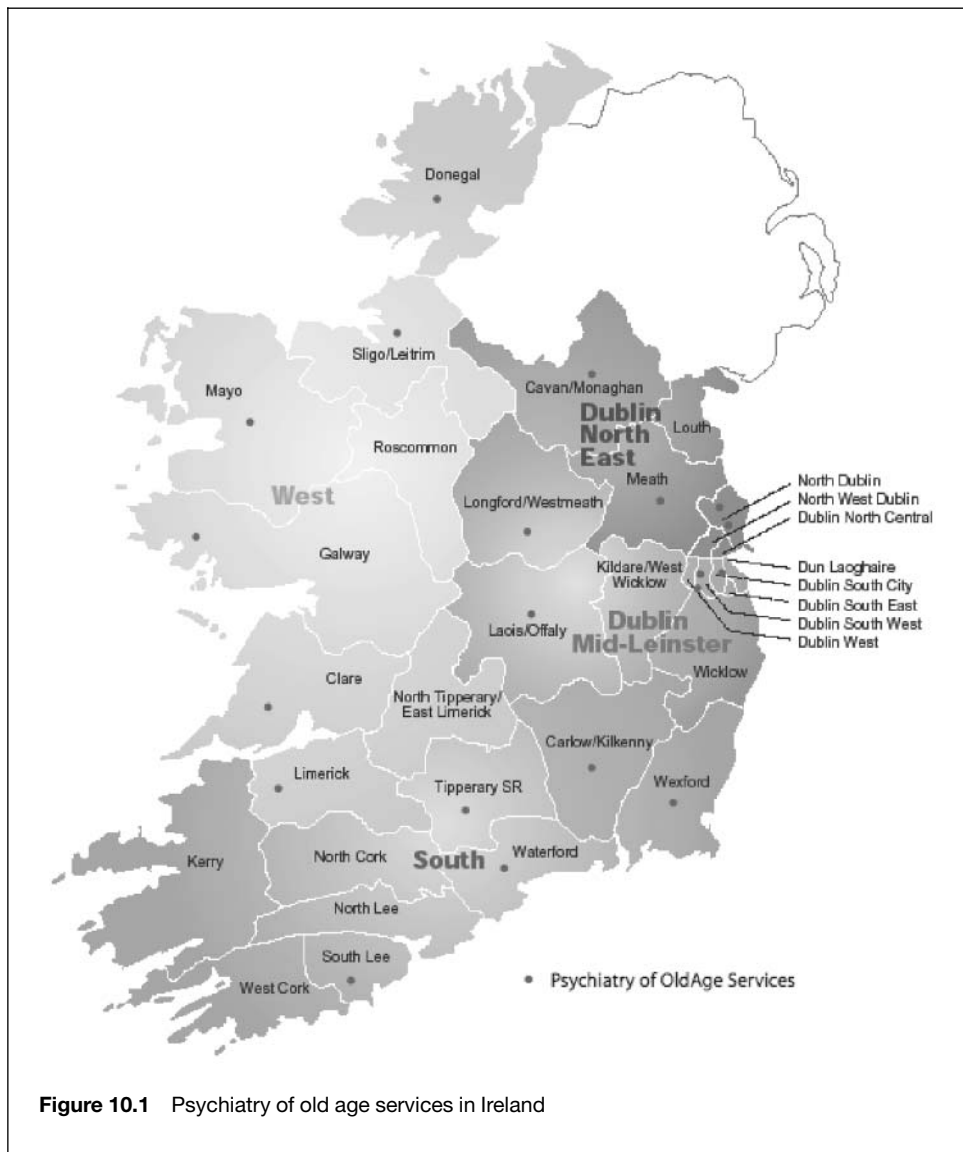 Donegal
Sligo/Leitrim
Mayo
Cavan/Monaghan
Dublin
North
East
Louth
Roscommon
West
Meath
Longford/Westmeath
North Dublin
North West Dublin
Dublin North Central
Galway
Kildare/West
Wicklow
Dun Laoghaire
Dublin South City
Dublin South East
Dublin South West
Dublin West
Laois/Offaly
Dublin
Mid-Leinster
Wicklow
Clare
North Tipperary/
East Limerick
Carlow/Kilkenny
Limerick
Tipperary SR
Wexford
Kerry
North Cork
South
Waterford
North Lee
South Lee
West Cork
Psychiatry of OldAge Services
Figure 10.1 Psychiatry of old age services in Ireland